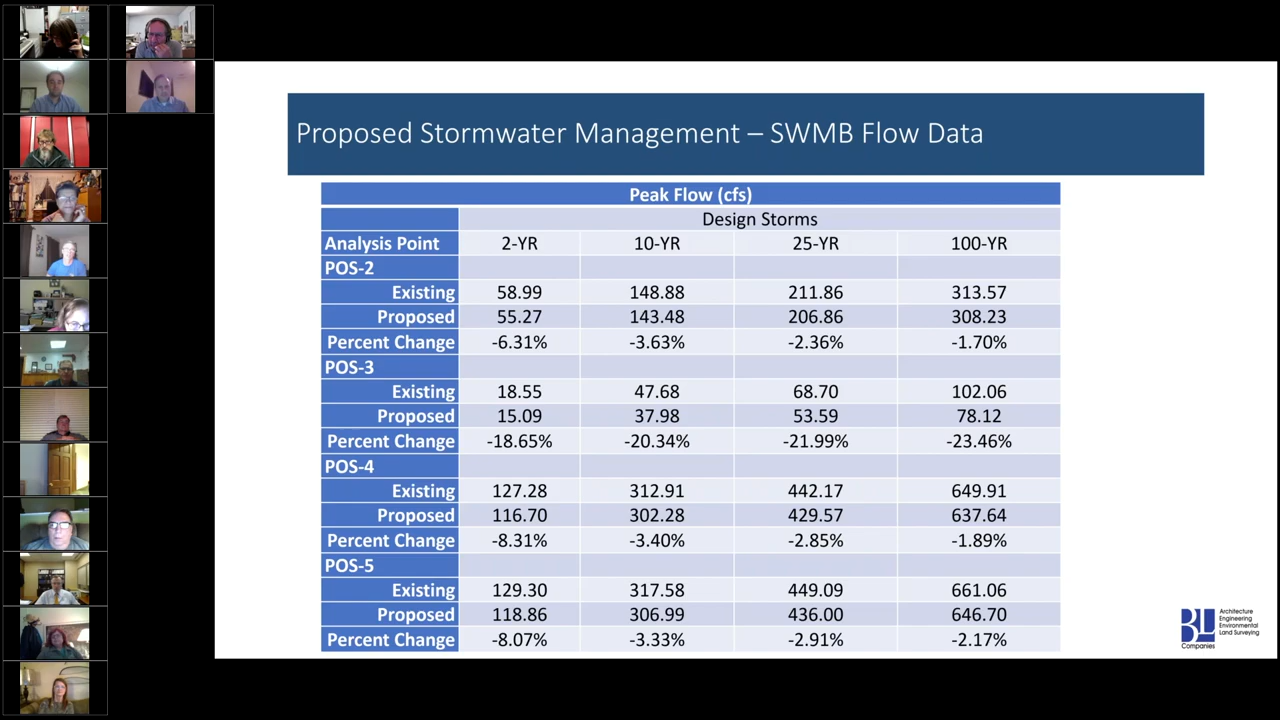 Proposed Stormwater Management – SWMB Flow Data
Peak Flow (cfs)
Design Storms
Analysis Point 2-YR 10-YR 25-YR 100-YR
POS-2
Existing 58.99 148.88 211.86 313.57
Proposed 55.27 143.48 206.86 308.23
Percent Change -6.31% -3.63% -2.36% -1.70%
POS-3
Existing 18.55 47.68 68.70 102.06
Proposed 15.09 37.98 53.59 78.12
Percent Change -18.65% -20.34% -21.99% -23.46%
POS-4
Existing 127.28 312.91 442.17 649.91
Proposed 116.70 302.28 429.57 637.64
Percent Change -8.31% -3.40% -2.85% -1.89%
POS-5
Existing 129.30 317.58 449.09 661.06
Proposed 118.86 306.99 436.00 646.70
Percent Change -8.07% -3.33% -2.91% -2.17%
BL
Companies
Architecture
Engineering
Environmental
Land Surveying